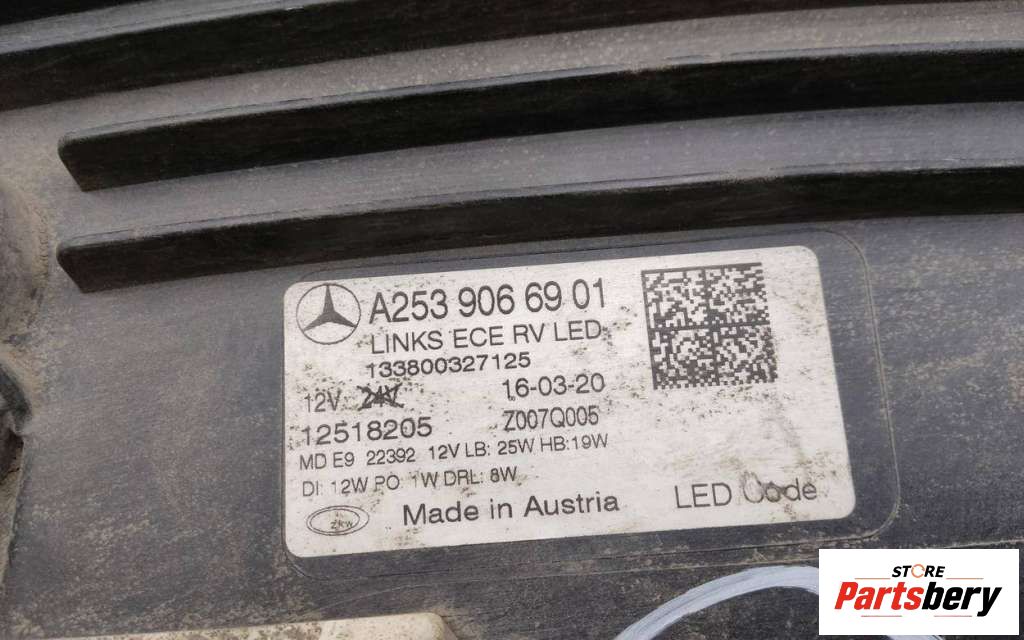 A253 906 69 01
LINKS ECE RV LED
133800327125
12V 24V 16-03-20
12518205 Z007Q005
MD E9 22392 12V LB: 25W HB:19W
DI: 12W PO: 1W DRL: 8W
zkw Made in Austria LED Code
STORE
Partsbery